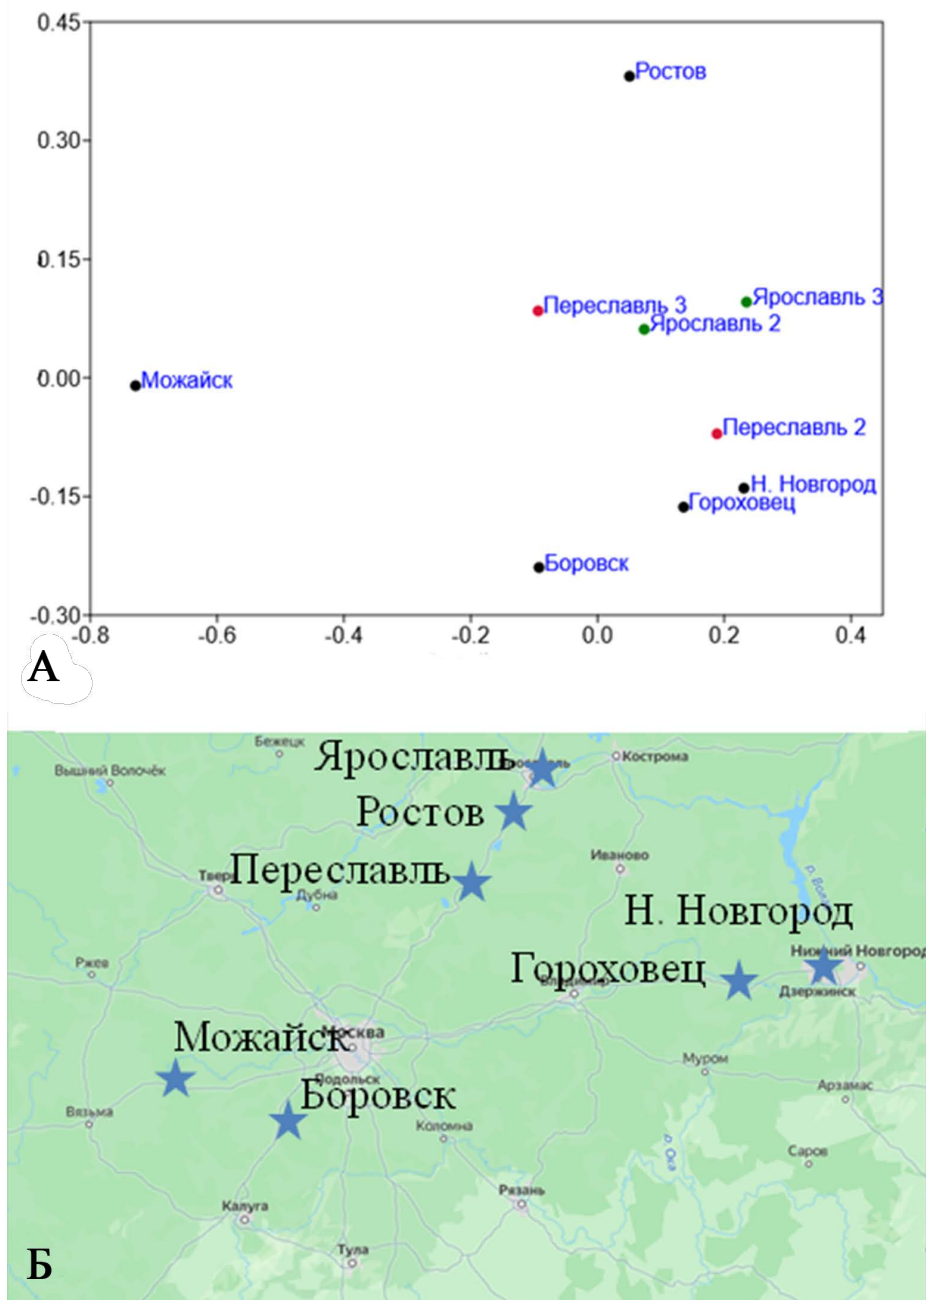 0.45
Ростов
0.30
0.15
Ярославль 3
Переславль 3
Ярославль 2
0.00
Можайск
Переславль 2
-0.15
Н. Новгород
Гороховец
Боровск
-0.30
-0.8 -0.6 -0.4 -0.2 0.0 0.2 0.4
А
Бежецк
Ярославль
Кострома
Вышний Волочёк
Ростов
Иваново
Переславль
Тверь
Дубна
р. Волга
Н. Новгород
Нижний Новгород
Ржев
Гороховец
Владимир
Дзержинск
Москва
Можайск
Муром
Подольск
Боровск
Арзамас
Вязьма
Коломна
р. Ока
Саров
Рязань
Калуга
Тула
Б